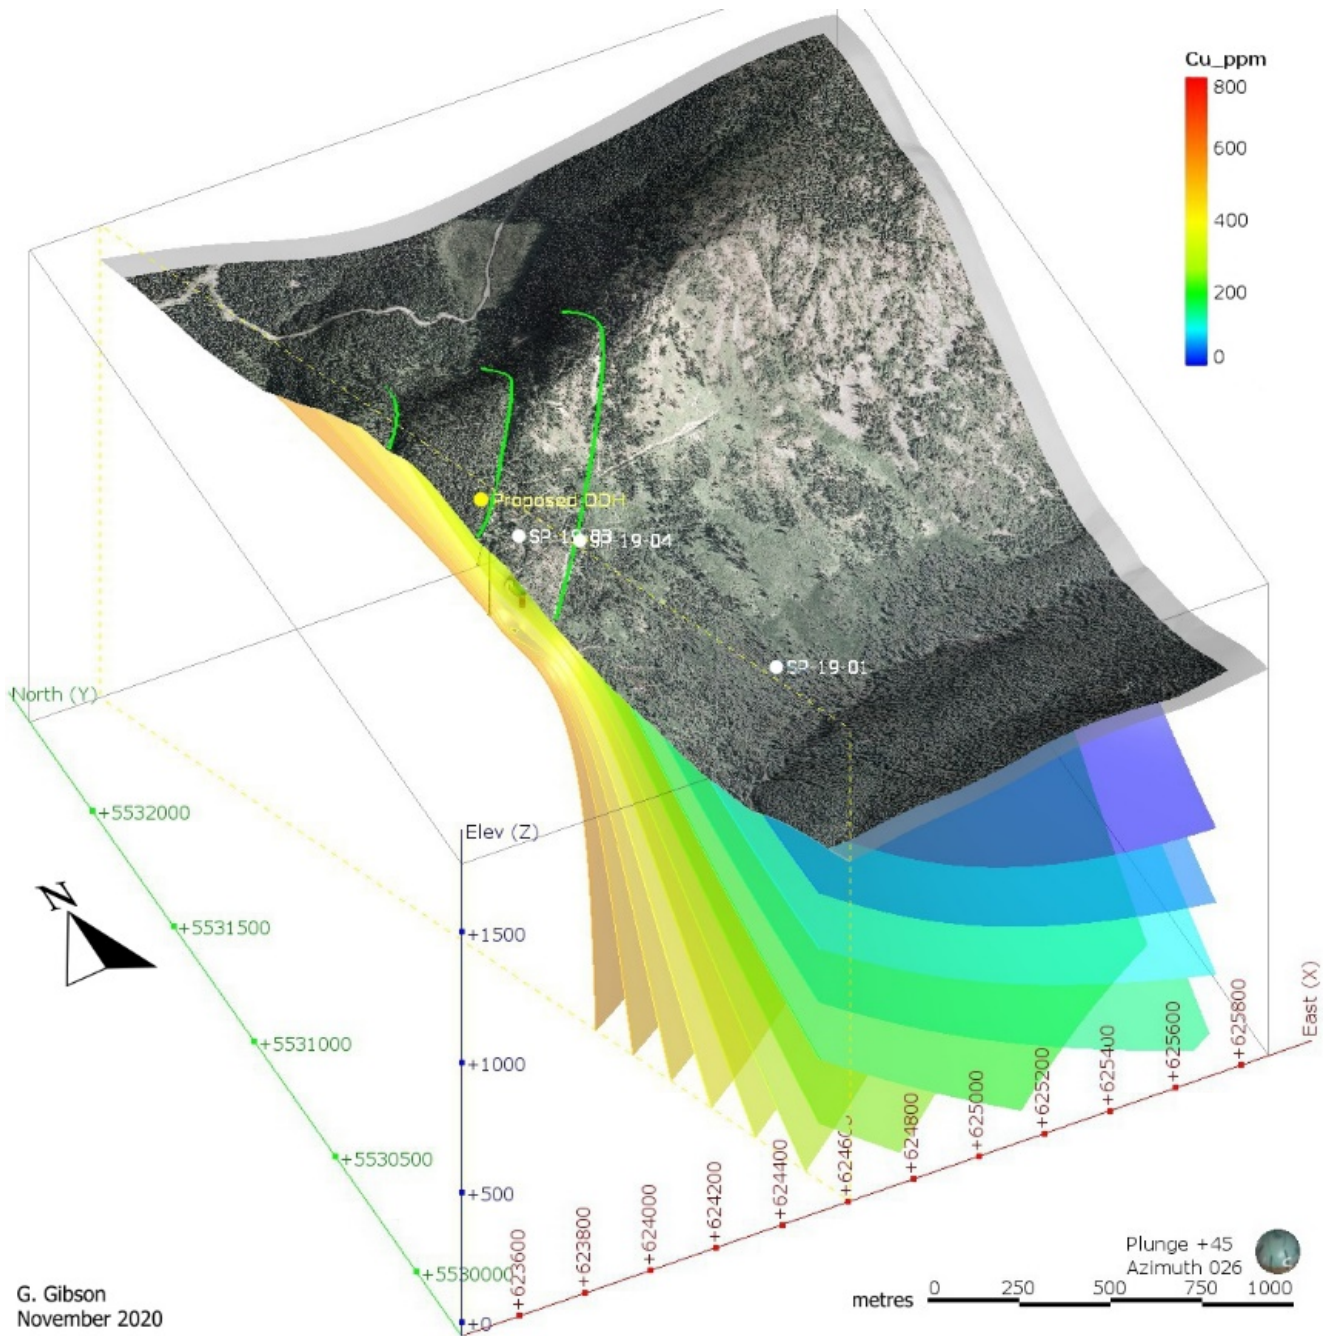 Cu_ppm
800
600
400
200
0
Proposed DDH
SP-19-03
SP-19-04
SP-19-01
North (Y)
+5532000
+5531500
+5531000
+5530500
+5530000
N
Elev (Z)
+1500
+1000
+500
+0
+623600
+623800
+624000
+624200
+624400
+624600
+624800
+625000
+625200
+625400
+625600
+625800
East (X)
Plunge +45
Azimuth 026
metres 0 250 500 750 1000
G. Gibson
November 2020